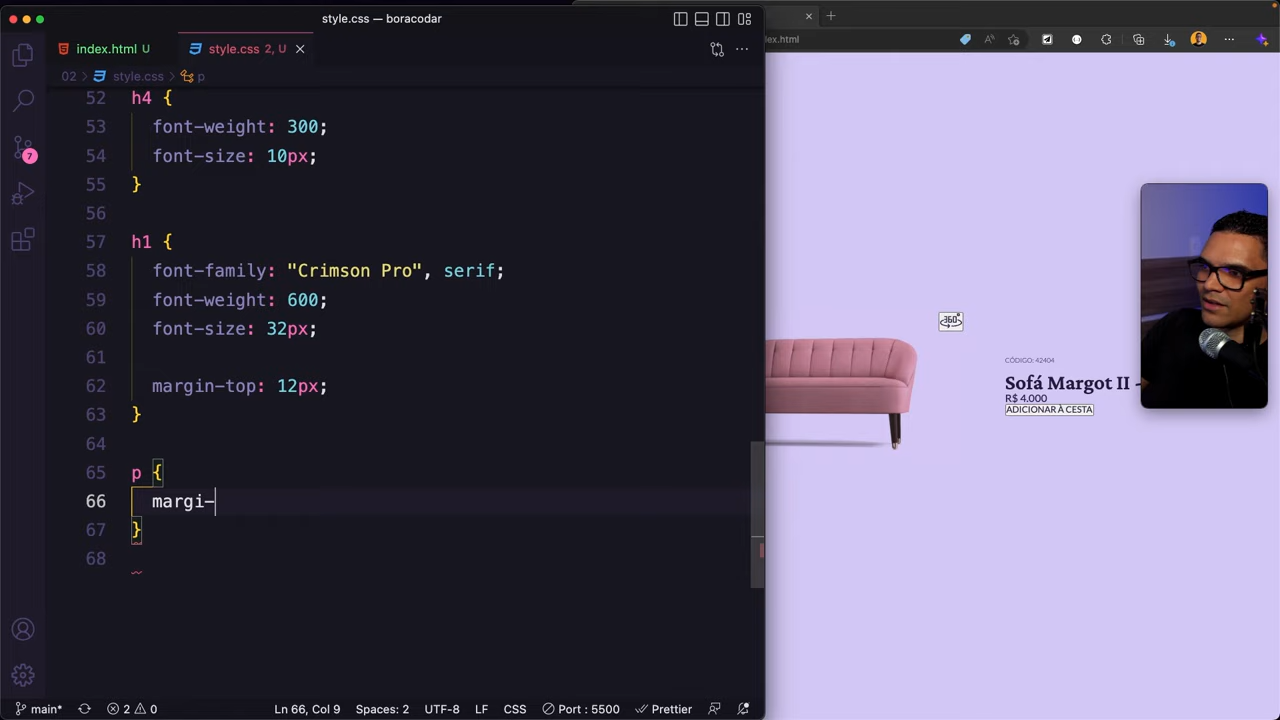 style.css — boracodar
index.html U
style.css 2, U
02 > style.css > p
52 h4 {
53 font-weight: 300;
54 font-size: 10px;
55 }
56
57 h1 {
58 font-family: "Crimson Pro", serif;
59 font-weight: 600;
60 font-size: 32px;
61
62 margin-top: 12px;
63 }
64
65 p {
66 margi-
67 }
68
7
main* 2 0 Ln 66, Col 9 Spaces: 2 UTF-8 LF CSS Port : 5500 Prettier
dex.html
360°
CÓDIGO: 42404
Sofá Margot II -
R$ 4.000
ADICIONAR À CESTA